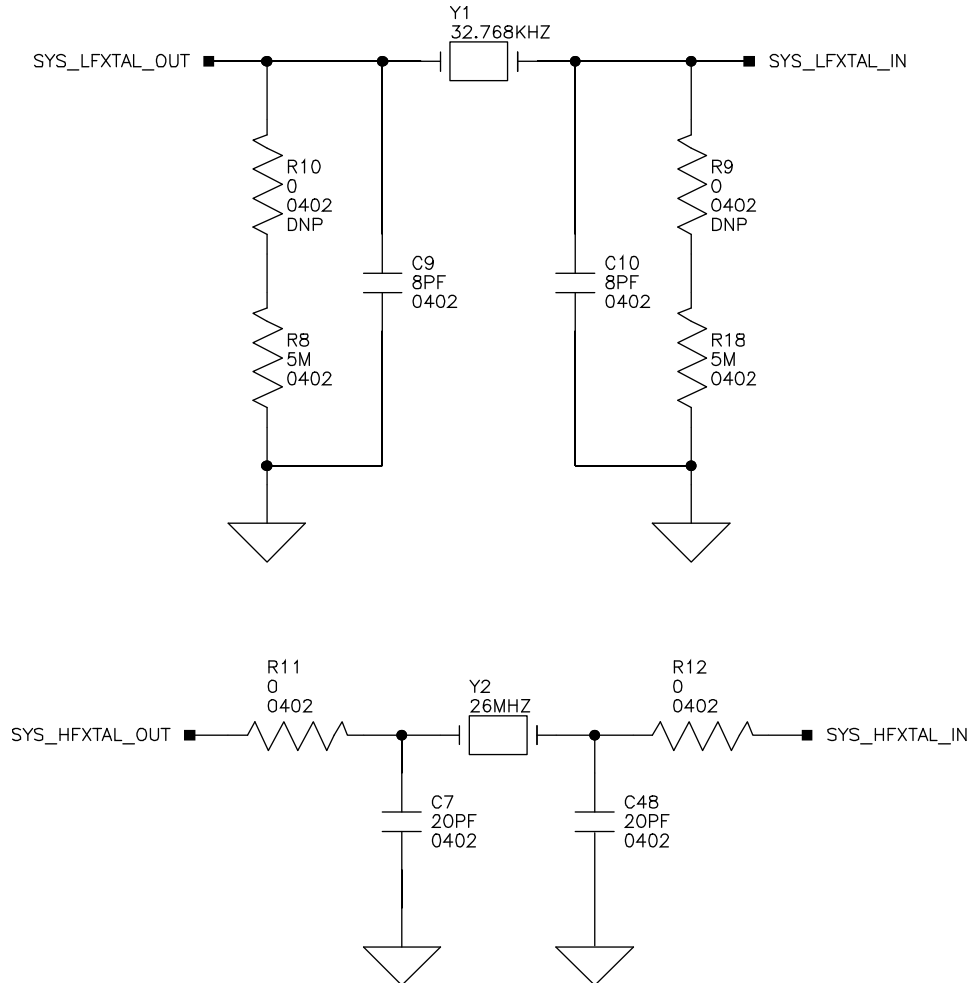 Y1
32.768KHZ
SYS_LFXTAL_OUT
SYS_LFXTAL_IN
R10
0
0402
DNP
R9
0
0402
DNP
C9
8PF
0402
C10
8PF
0402
R8
5M
0402
R18
5M
0402
R11
0
0402
Y2
26MHZ
R12
0
0402
SYS_HFXTAL_OUT
SYS_HFXTAL_IN
C7
20PF
0402
C48
20PF
0402